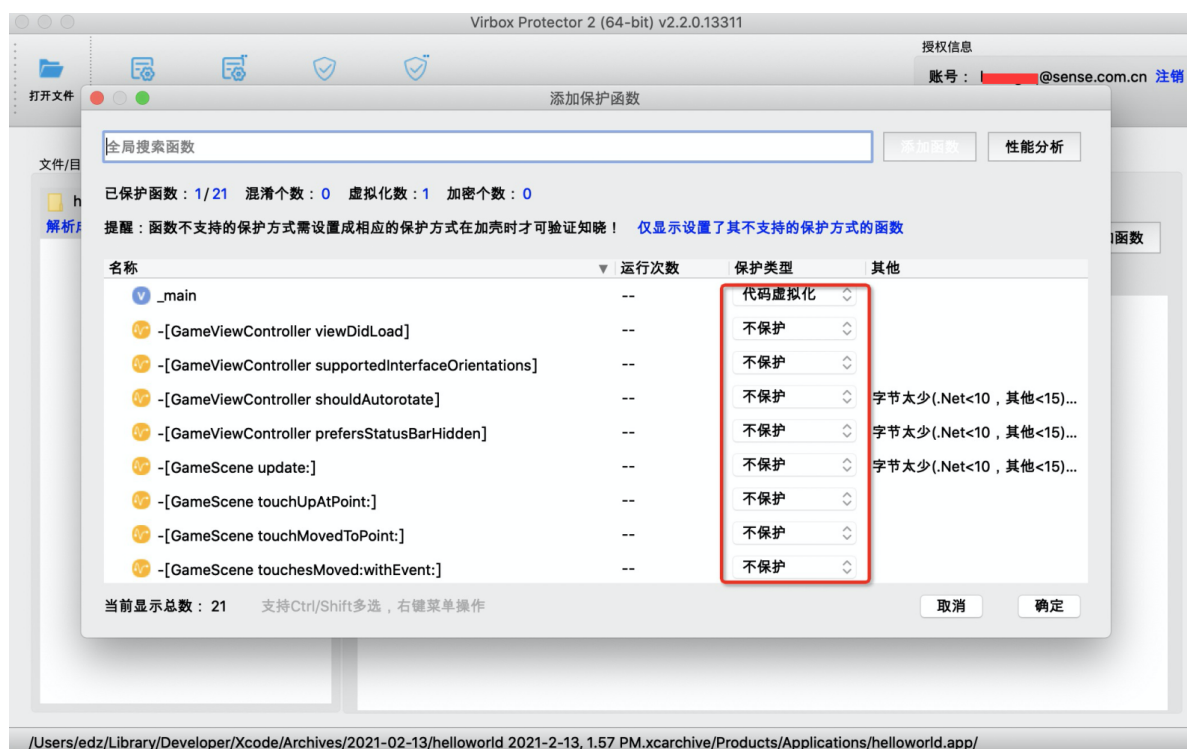 Virbox Protector 2 (64-bit) v2.2.0.13311
授权信息
打开文件
账号： @sense.com.cn 注销
添加保护函数
全局搜索函数
添加函数
性能分析
文件/目
h
解析
已保护函数：1/21 混淆个数：0 虚拟化数：1 加密个数：0
提醒：函数不支持的保护方式需设置成相应的保护方式在加壳时才可验证知晓！ 仅显示设置了其不支持的保护方式的函数
函数
名称 ▼ 运行次数 保护类型 其他
V _main -- 代码虚拟化
-[GameViewController viewDidLoad] -- 不保护
-[GameViewController supportedInterfaceOrientations] -- 不保护
-[GameViewController shouldAutorotate] -- 不保护 字节太少(.Net<10，其他<15)...
-[GameViewController prefersStatusBarHidden] -- 不保护 字节太少(.Net<10，其他<15)...
-[GameScene update:] -- 不保护 字节太少(.Net<10，其他<15)...
-[GameScene touchUpAtPoint:] -- 不保护
-[GameScene touchMovedToPoint:] -- 不保护
-[GameScene touchesMoved:withEvent:] -- 不保护
当前显示总数：21 支持Ctrl/Shift多选，右键菜单操作 取消 确定
/Users/edz/Library/Developer/Xcode/Archives/2021-02-13/helloworld 2021-2-13, 1.57 PM.xcarchive/Products/Applications/helloworld.app/